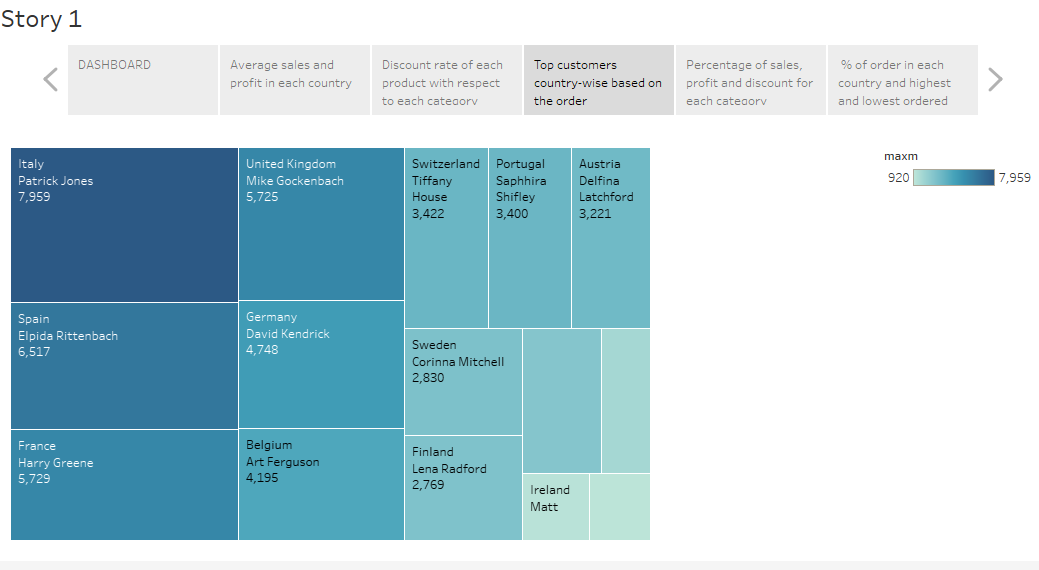 Story 1
DASHBOARD
Average sales and
profit in each country
Discount rate of each
product with respect
to each category
Top customers
country-wise based on
the order
Percentage of sales,
profit and discount for
each category
% of order in each
country and highest
and lowest ordered
Italy
Patrick Jones
7,959
United Kingdom
Mike Gockenbach
5,725
Switzerland
Tiffany
House
3,422
Portugal
Saphhira
Shifley
3,400
Austria
Delfina
Latchford
3,221
maxm
920
7,959
Spain
Elpida Rittenbach
6,517
Germany
David Kendrick
4,748
Sweden
Corinna Mitchell
2,830
France
Harry Greene
5,729
Belgium
Art Ferguson
4,195
Finland
Lena Radford
2,769
Ireland
Matt